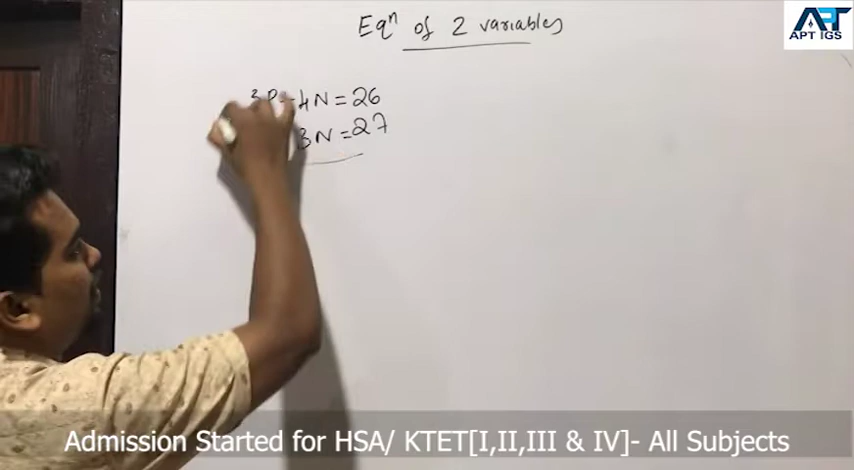 Eqⁿ of 2 variables
APT IGS
4N = 26
3N = 27
Admission Started for HSA/ KTET[I,II,III & IV]- All Subjects